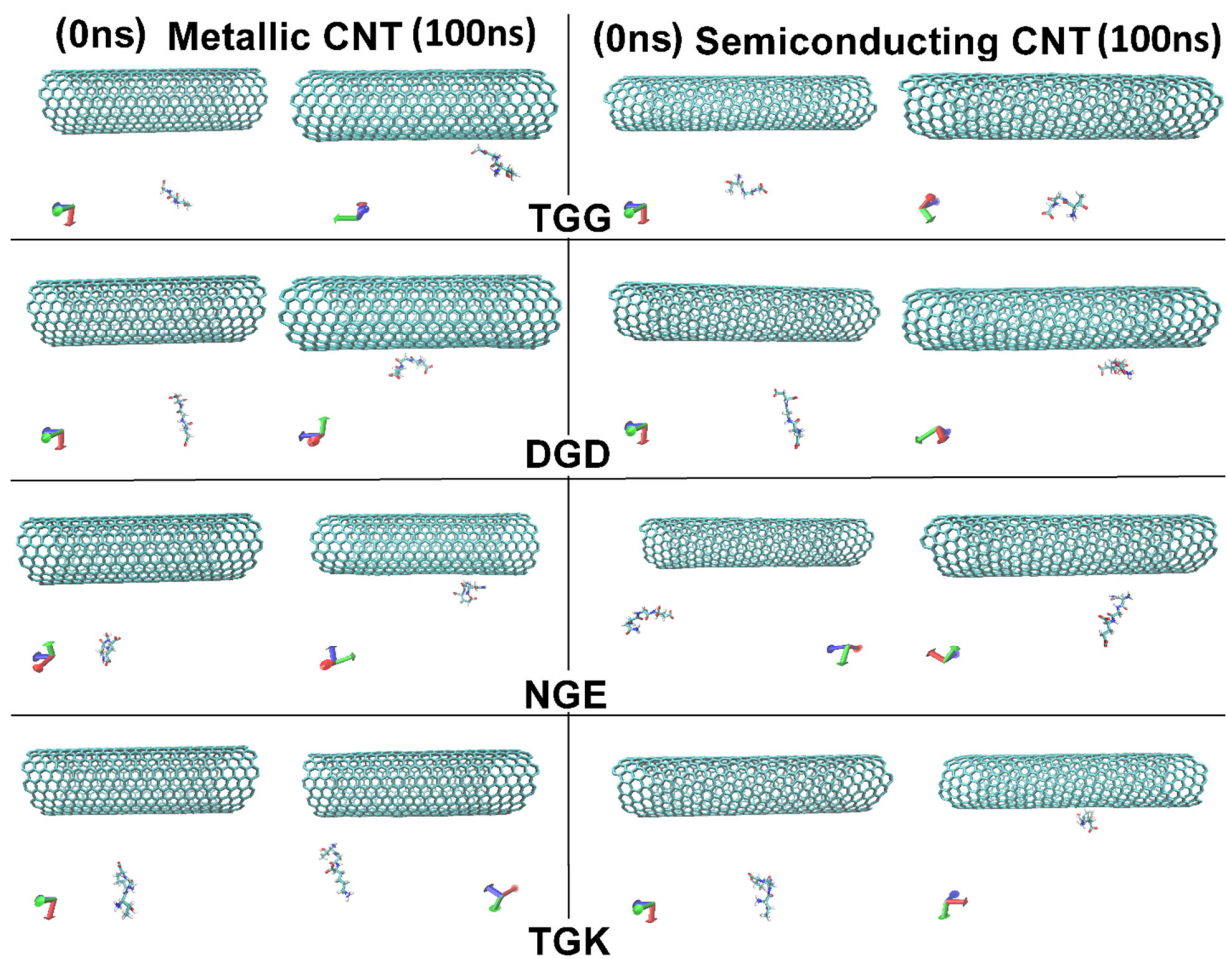 (0ns) Metallic CNT (100ns)
(0ns) Semiconducting CNT (100ns)
TGG
DGD
NGE
TGK